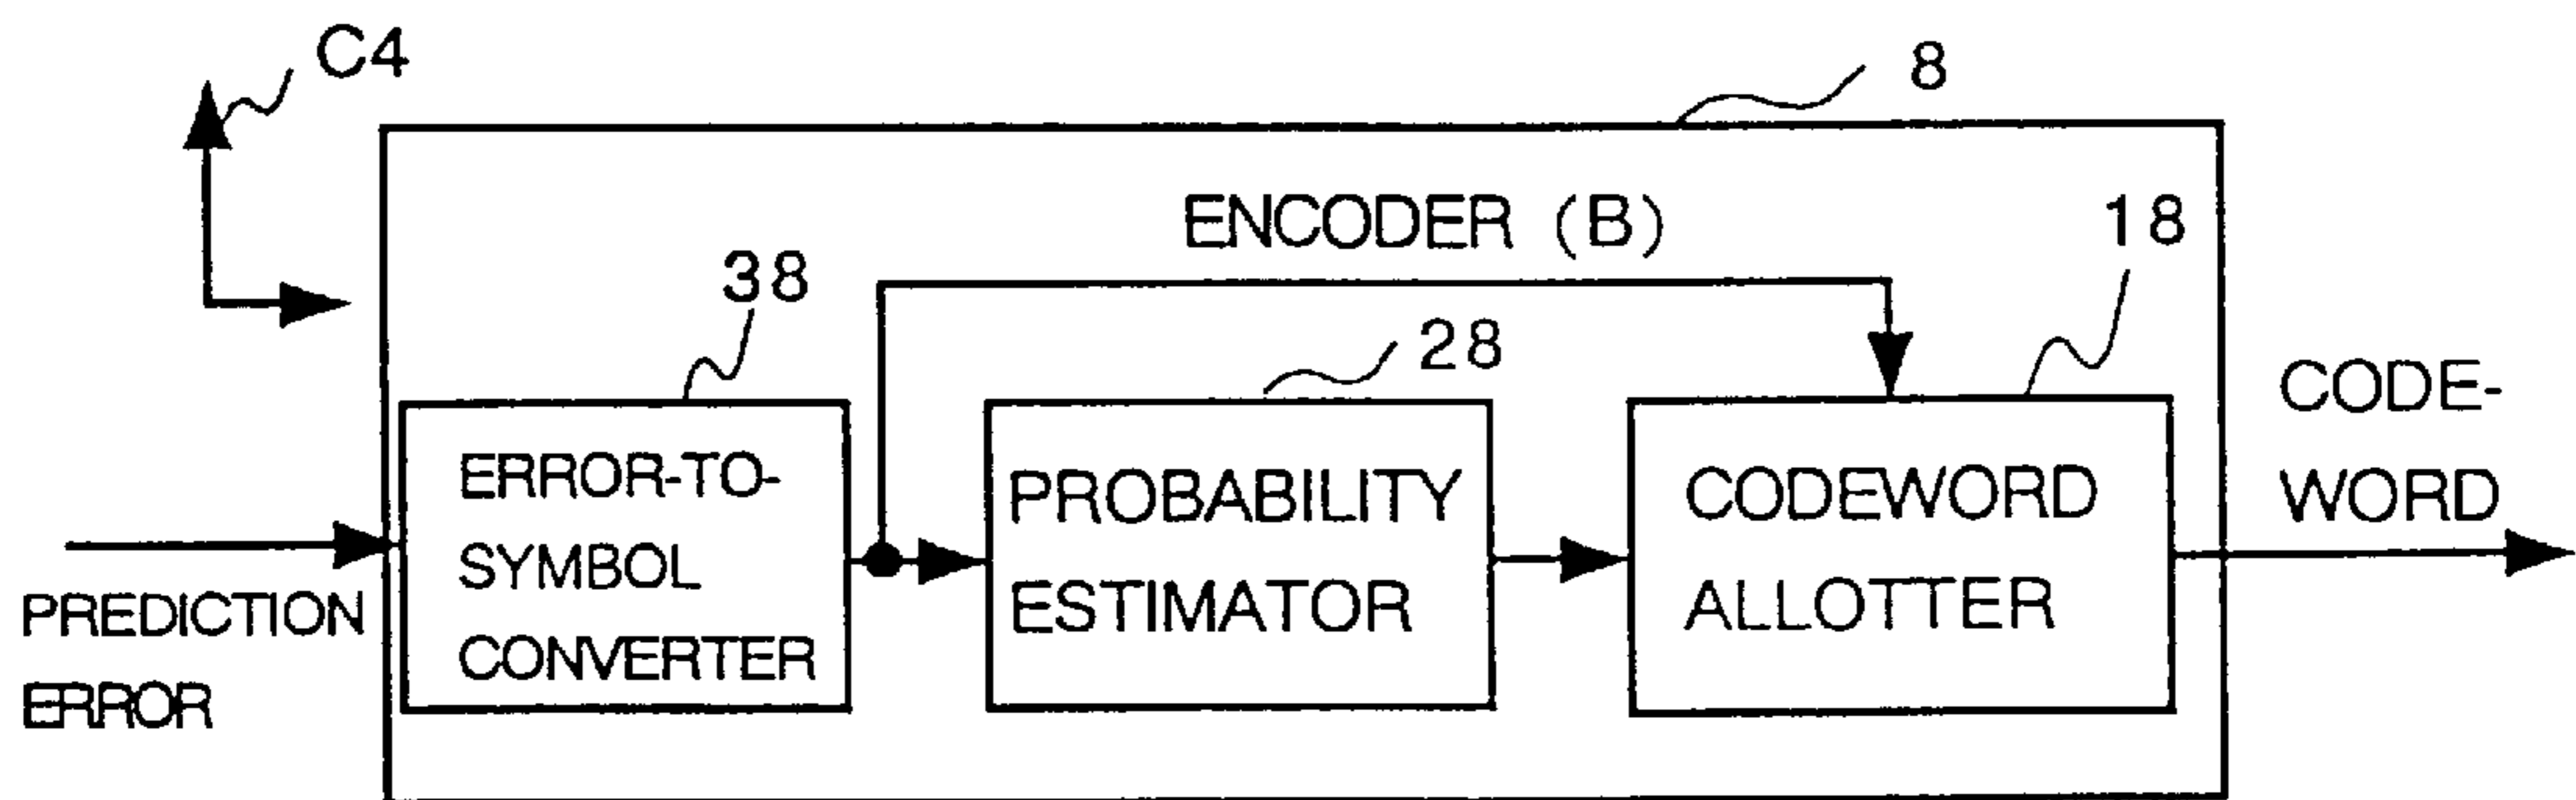 C4
8
ENCODER (B)
18
38
28
CODE-
WORD
ERROR-TO-
SYMBOL
CONVERTER
PROBABILITY
ESTIMATOR
CODEWORD
ALLOTTER
PREDICTION
ERROR